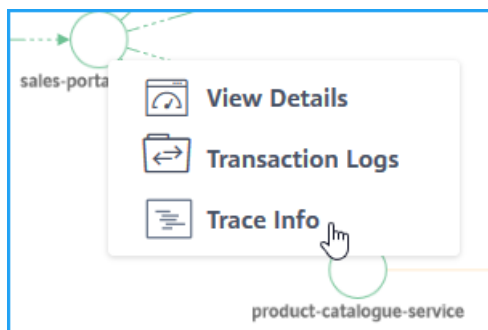 sales-porta
View Details
Transaction Logs
Trace Info
product-catalogue-service